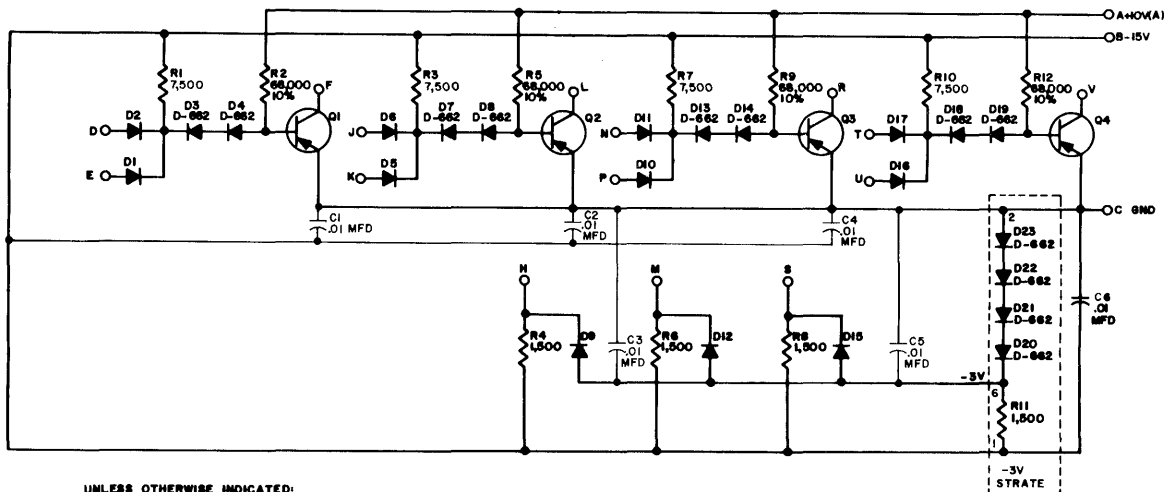 A+10V(A)
B-15V
R1
7,500
R2
68,000
10%
F
R3
7,500
R5
68,000
10%
L
R7
7,500
R9
68,000
10%
R
R10
7,500
R12
68,000
10%
V
D
D2
D3
D-662
D4
Q1
J
D6
D7
D-662
D8
D-662
Q2
N
D11
D13
D-662
D14
D-662
Q3
T
D17
D18
D-662
D19
D-662
Q4
E
D1
K
D5
P
D10
U
D16
C GND
C1
.01 MFD
C2
.01
MFD
C4
.01
MFD
2
D23
D-662
D22
D-662
D21
D-662
D20
D-662
C6
.01
MFD
H
M
S
R4
1,500
D9
C3
.01
MFD
R6
1,500
D12
R8
1,500
D15
C5
.01
MFD
-3V
6
R11
1,500
1
-3V
STRATE
UNLESS OTHERWISE INDICATED: